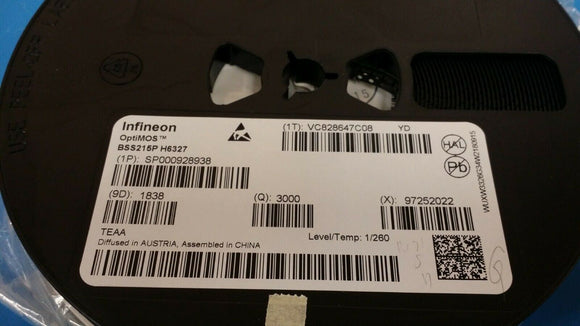 Infineon
OptiMOS™
BSS215P H6327
(1P): SP000928938
(1T): VC828647C08 YD
(9D): 1838
(Q): 3000
(X): 97252022
TEAA
Level/Temp: 1/260
Diffused in AUSTRIA, Assembled in CHINA
HAL
Pb